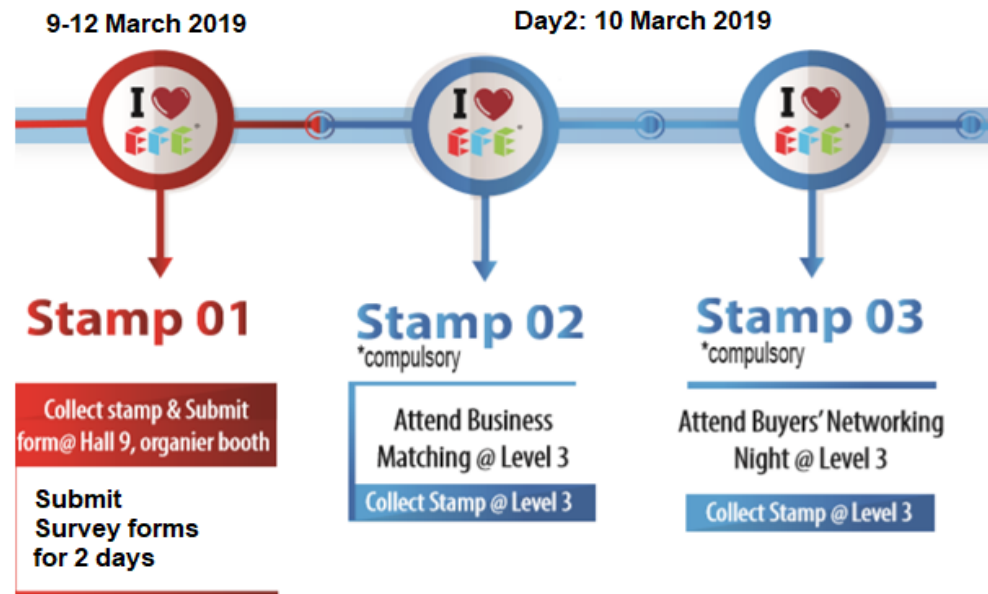 9-12 March 2019
Day2: 10 March 2019
I
EFE®
I
EFE®
I
EFE®
Stamp 01
Collect stamp & Submit
form@ Hall 9, organier booth
Submit
Survey forms
for 2 days
Stamp 02
*compulsory
Attend Business
Matching @ Level 3
Collect Stamp @ Level 3
Stamp 03
*compulsory
Attend Buyers' Networking
Night @ Level 3
Collect Stamp @ Level 3